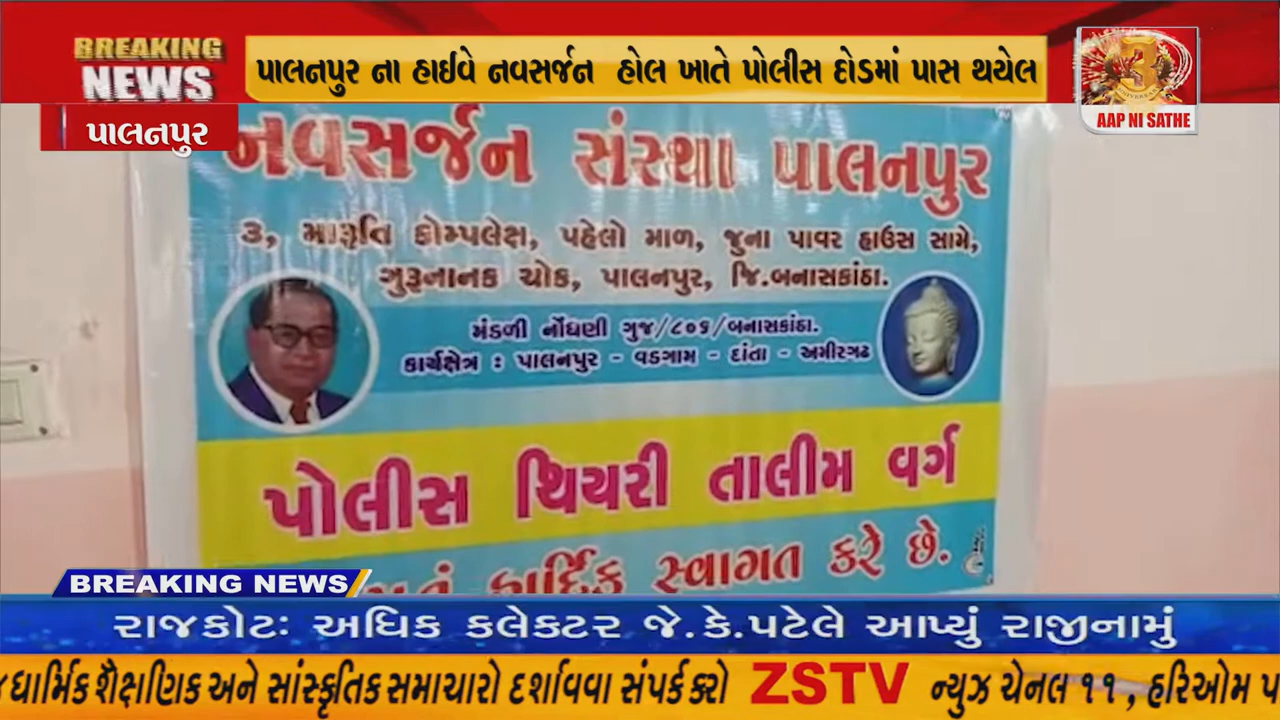 BREAKING
NEWS
પાલનપુર ના હાઈવે નવસર્જન હોલ ખાતે પોલીસ દોડમાં પાસ થયેલ
3
AAP NI SATHE
પાલનપુર
નવસર્જન સંસ્થા પાલનપુર
૩, મારૂતિ કોમ્પલેક્ષ, પહેલો માળ, જુના પાવર હાઉસ સામે,
ગુરૂનાનક ચોક, પાલનપુર, જિ.બનાસકાંઠા.
મંડળી નોંધણી ગુજ/૮૦૬/બનાસકાંઠા.
કાર્યક્ષેત્ર : પાલનપુર - વડગામ - દાંતા - અમીરગઢ
પોલીસ થિયરી તાલીમ વર્ગ
હાર્દિક સ્વાગત કરે છે.
BREAKING NEWS
રાજકોટઃ અધિક કલેકટર જે.કે.પટેલે આપ્યું રાજીનામું
ધાર્મિક શૈક્ષણિક અને સાંસ્કૃતિક સમાચારો દર્શાવવા સંપર્ક કરો ZSTV ન્યુઝ ચેનલ ૧૧ , હરિઓમ